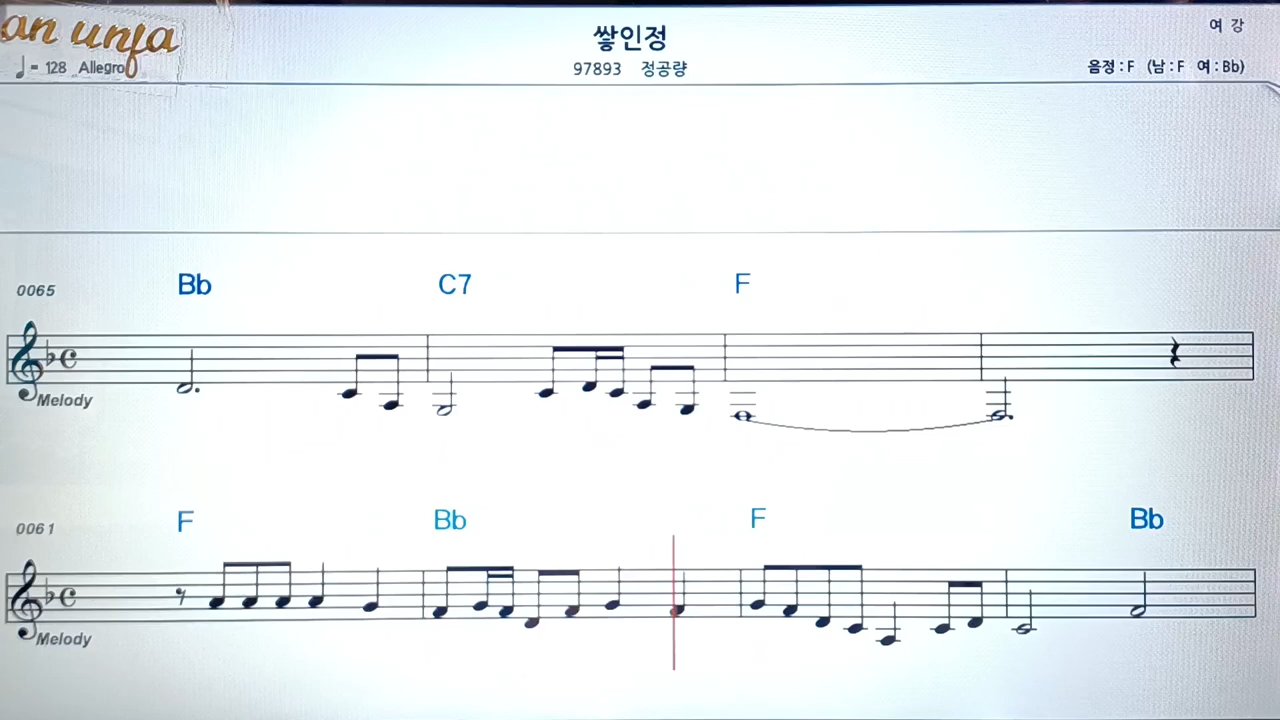 an unfa
♩= 128 Allegro
쌓인정
97893 정공량
여 강
음정 : F (남 : F 여 : Bb)
0065
Bb C7 F
Melody
0061
F Bb F Bb
Melody